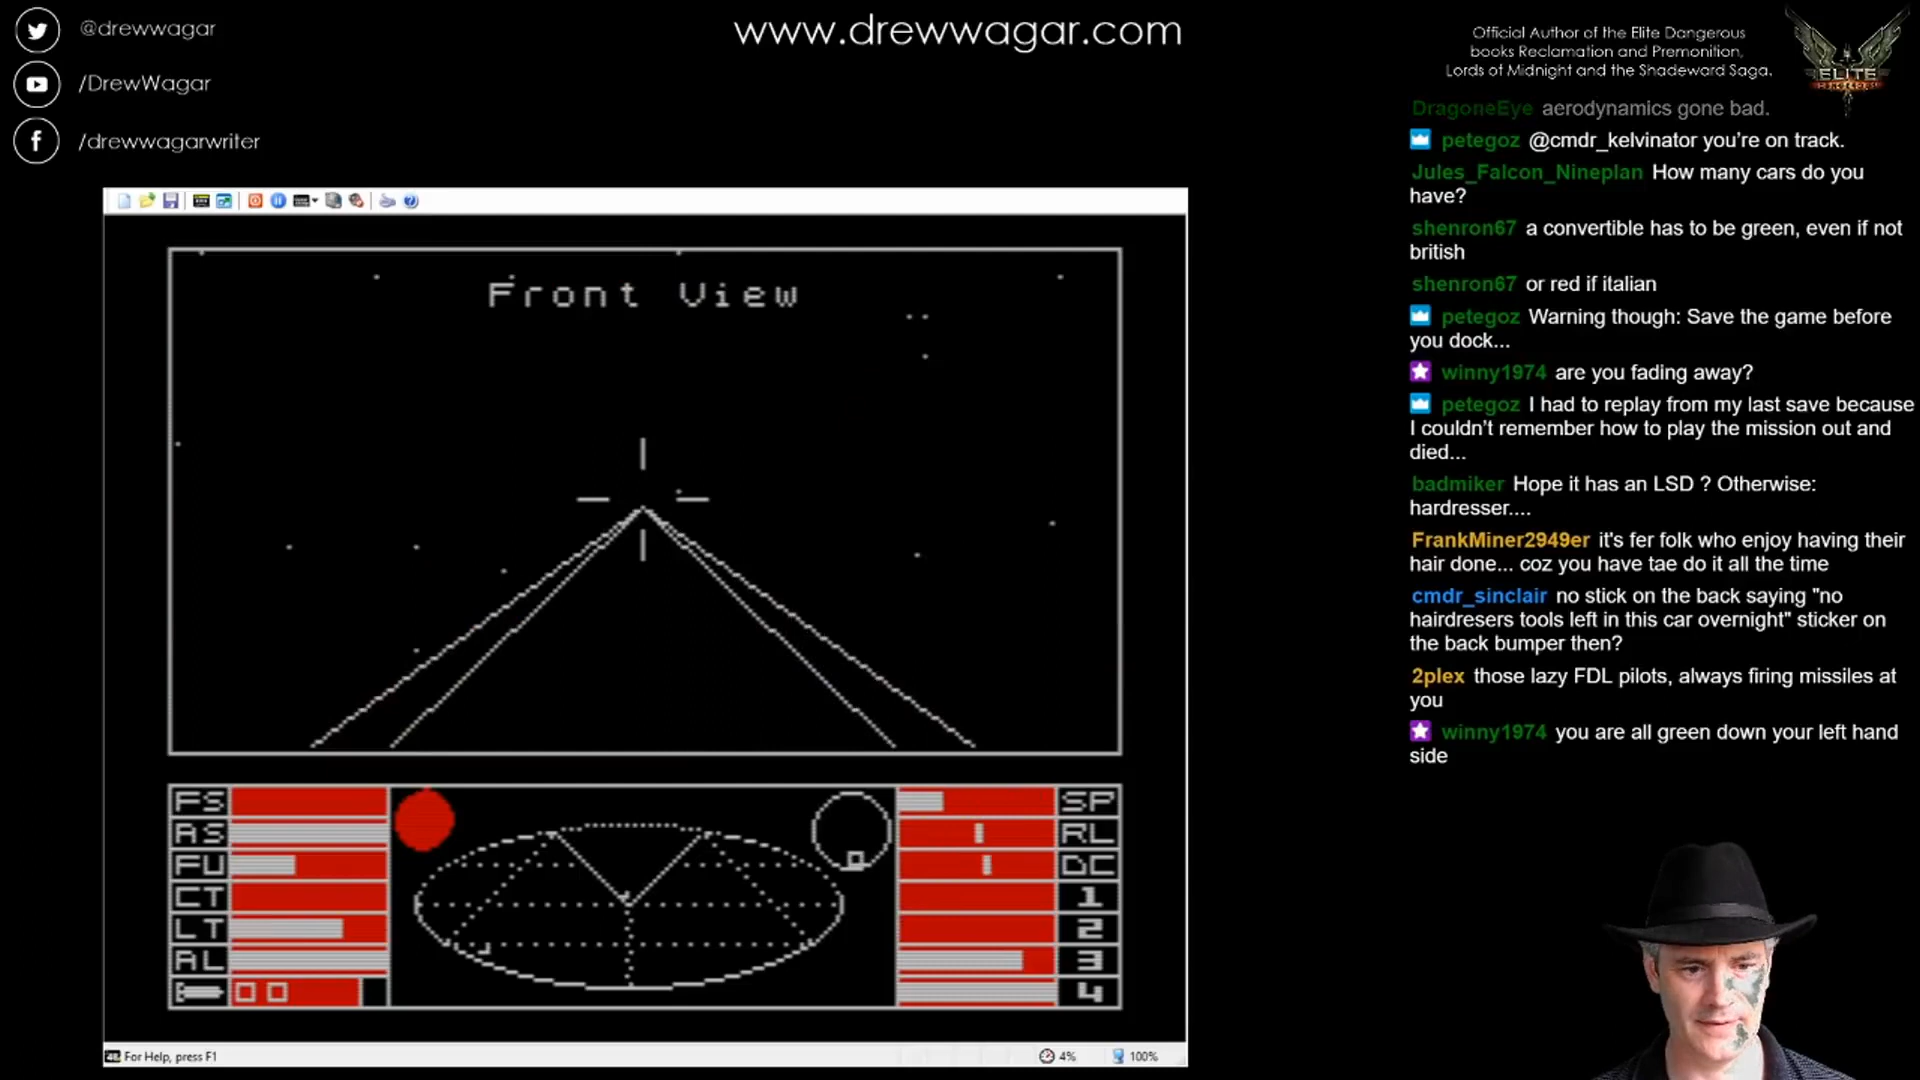 @drewwagar
/DrewWagar
/drewwagarwriter
www.drewwagar.com
Official Author of the Elite Dangerous
books Reclamation and Premonition,
Lords of Midnight and the Shadeward Saga.
ELITE
DANGEROUS
DragoneEye aerodynamics gone bad.
petegoz @cmdr_kelvinator you're on track.
Jules_Falcon_Nineplan How many cars do you
have?
shenron67 a convertible has to be green, even if not
british
shenron67 or red if italian
petegoz Warning though: Save the game before
you dock...
winny1974 are you fading away?
petegoz I had to replay from my last save because
I couldn't remember how to play the mission out and
died...
badmiker Hope it has an LSD ? Otherwise:
hardresser....
FrankMiner2949er it's fer folk who enjoy having their
hair done... coz you have tae do it all the time
cmdr_sinclair no stick on the back saying "no
hairdresers tools left in this car overnight" sticker on
the back bumper then?
2plex those lazy FDL pilots, always firing missiles at
you
winny1974 you are all green down your left hand
side
Front View
FS
AS
FU
CT
LT
AL
SP
RL
DC
1
2
3
4
For Help, press F1
4%
100%